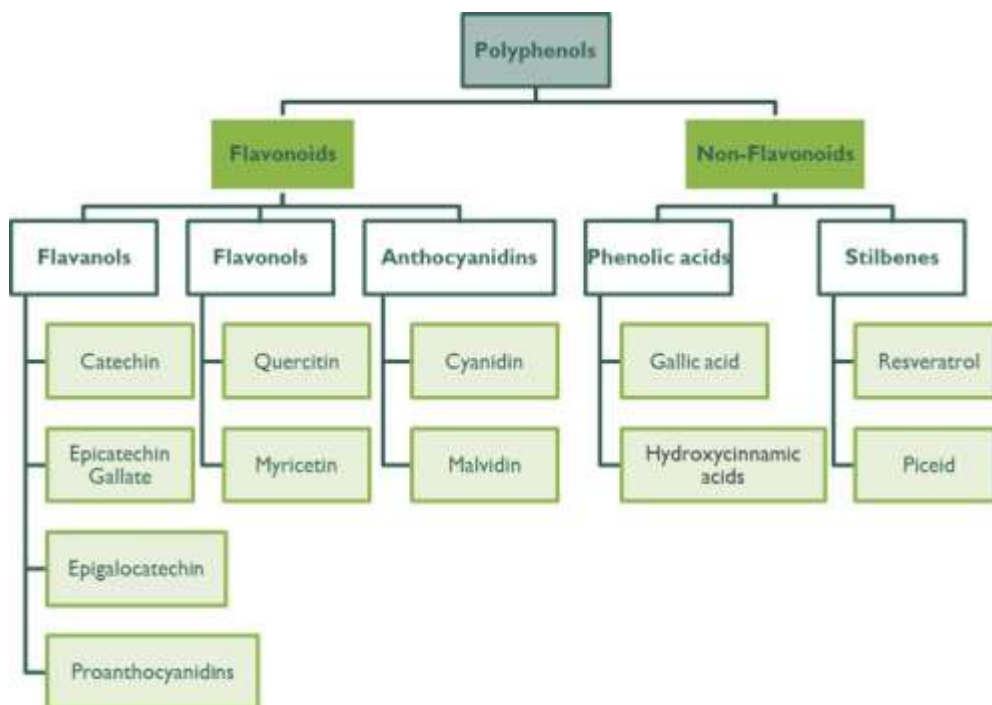 Polyphenols
Flavonoids
Non-Flavonoids
Flavanols
Flavonols
Anthocyanidins
Phenolic acids
Stilbenes
Catechin
Quercitin
Cyanidin
Gallic acid
Resveratrol
Epicatechin
Gallate
Myricetin
Malvidin
Hydroxycinnamic
acids
Piceid
Epigalocatechin
Proanthocyanidins